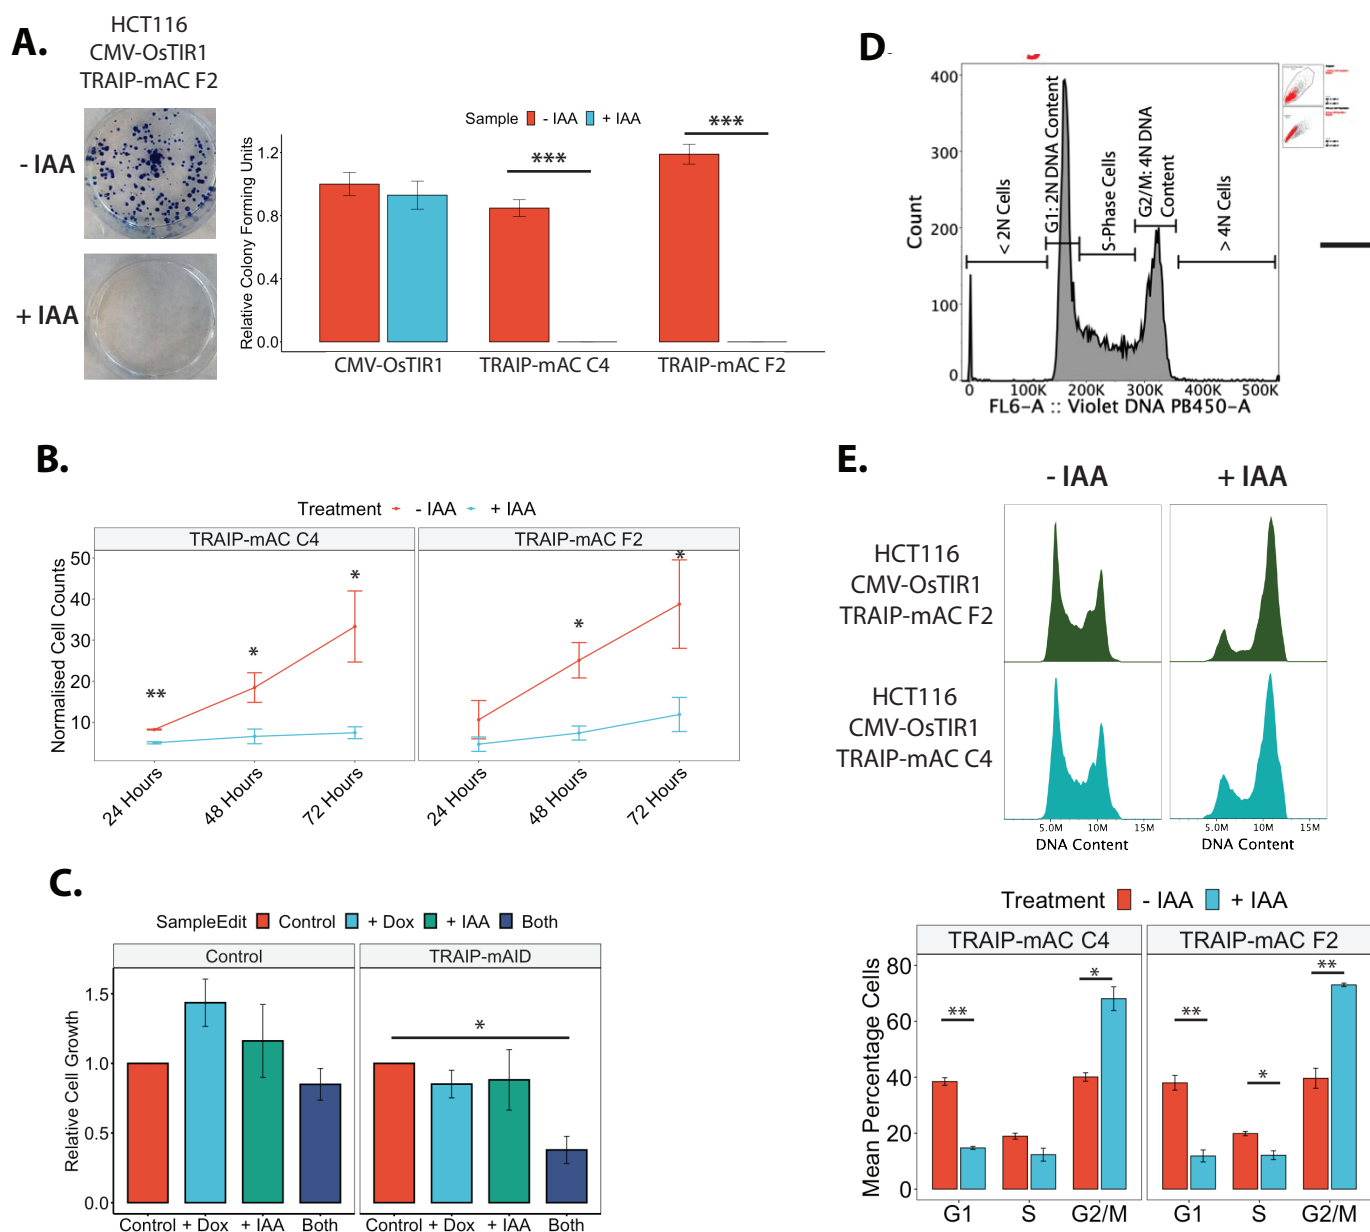 A.
HCT116
CMV-OsTIR1
TRAIP-mAC F2
- IAA
+ IAA
Sample - IAA + IAA
Relative Colony Forming Units
1.2
0.8
0.4
0.0
***
***
CMV-OsTIR1 TRAIP-mAC C4 TRAIP-mAC F2
B.
Treatment - IAA + IAA
TRAIP-mAC C4 TRAIP-mAC F2
Normalised Cell Counts
50
40
30
20
10
** * *
* *
24 Hours 48 Hours 72 Hours 24 Hours 48 Hours 72 Hours
C.
SampleEdit Control + Dox + IAA Both
Control TRAIP-mAID
Relative Cell Growth
1.5
1.0
0.5
0.0
*
Control + Dox + IAA Both Control + Dox + IAA Both
D
Count
400
300
200
100
0
< 2N Cells
G1: 2N DNA Content
S-Phase Cells
G2/M: 4N DNA
Content
> 4N Cells
0 100K 200K 300K 400K 500K
FL6-A :: Violet DNA PB450-A
E.
- IAA + IAA
HCT116
CMV-OsTIR1
TRAIP-mAC F2
HCT116
CMV-OsTIR1
TRAIP-mAC C4
5.0M 10M 15M 5.0M 10M 15M
DNA Content DNA Content
Treatment - IAA + IAA
TRAIP-mAC C4 TRAIP-mAC F2
Mean Percentage Cells
80
60
40
20
0
** *
** * **
G1 S G2/M G1 S G2/M